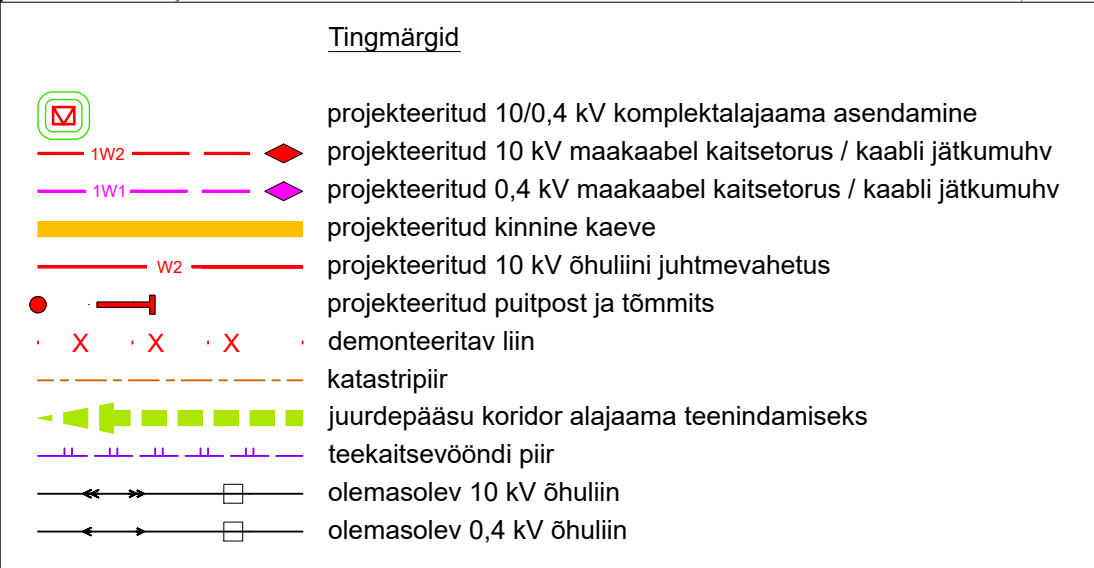 Tingmärgid
projekteeritud 10/0,4 kV komplektalajaama asendamine
1W2 projekteeritud 10 kV maakaabel kaitsetorus / kaabli jätkumuhv
1W1 projekteeritud 0,4 kV maakaabel kaitsetorus / kaabli jätkumuhv
projekteeritud kinnine kaeve
W2 projekteeritud 10 kV õhuliini juhtmevahetus
projekteeritud puitpost ja tõmmits
X X X demonteeritav liin
katastripiir
juurdepääsu koridor alajaama teenindamiseks
teekaitsevööndi piir
olemasolev 10 kV õhuliin
olemasolev 0,4 kV õhuliin